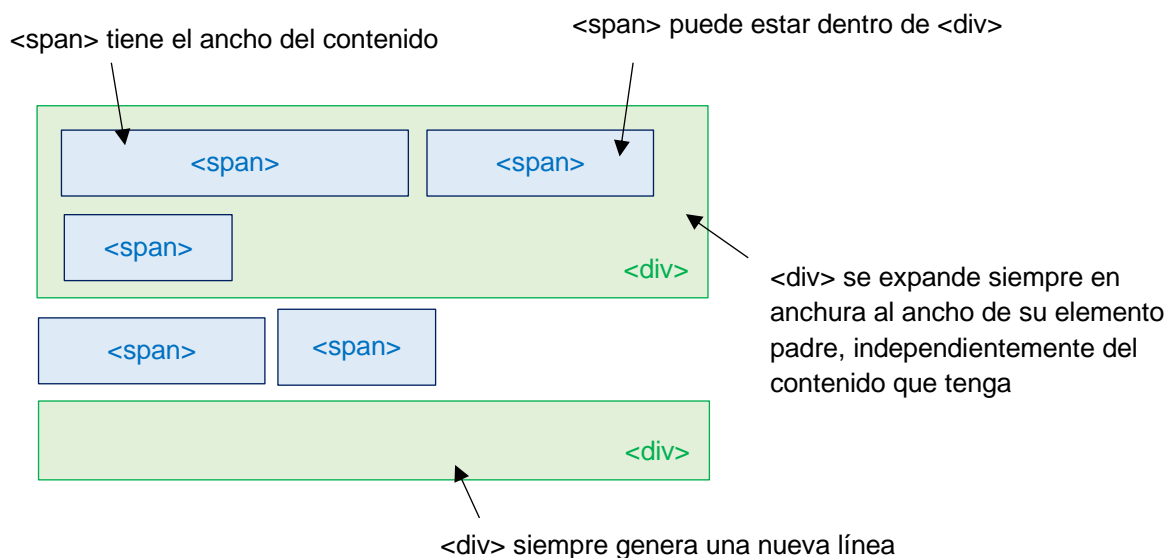 <span> tiene el ancho del contenido
<span> puede estar dentro de <div>
<span>
<span>
<span>
<div>
<div> se expande siempre en
anchura al ancho de su elemento
padre, independientemente del
contenido que tenga
<span>
<span>
<div>
<div> siempre genera una nueva línea